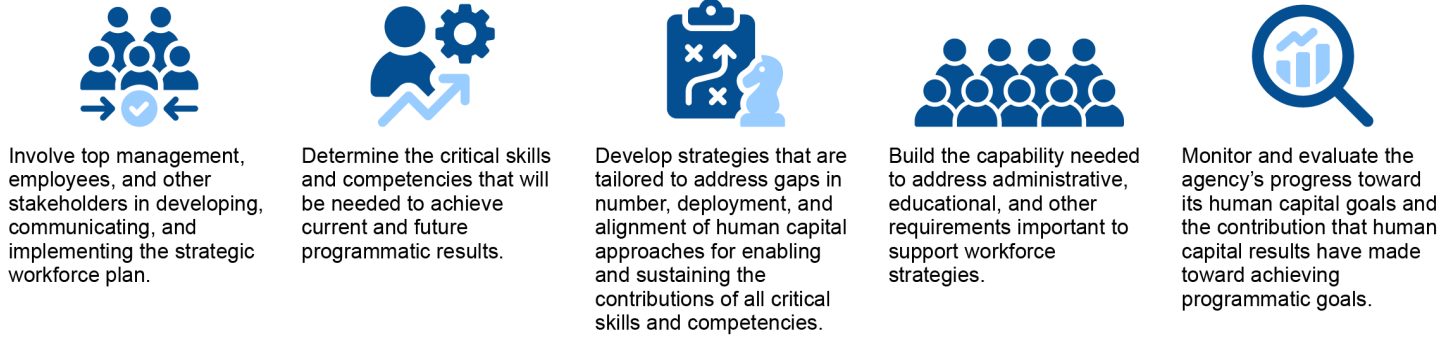 Involve top management,
employees, and other
stakeholders in developing,
communicating, and
implementing the strategic
workforce plan.
Determine the critical skills
and competencies that will
be needed to achieve
current and future
programmatic results.
Develop strategies that are
tailored to address gaps in
number, deployment, and
alignment of human capital
approaches for enabling
and sustaining the
contributions of all critical
skills and competencies.
Build the capability needed
to address administrative,
educational, and other
requirements important to
support workforce
strategies.
Monitor and evaluate the
agency’s progress toward
its human capital goals and
the contribution that human
capital results have made
toward achieving
programmatic goals.